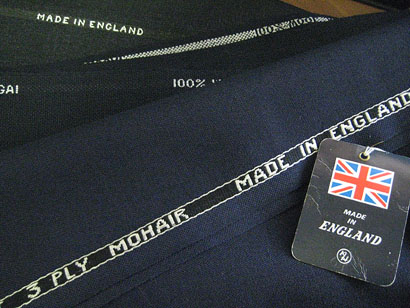 MADE IN ENGLAND
100%
GAI
100%
3 PLY MOHAIR MADE IN ENGLAND
MADE
IN
ENGLAND